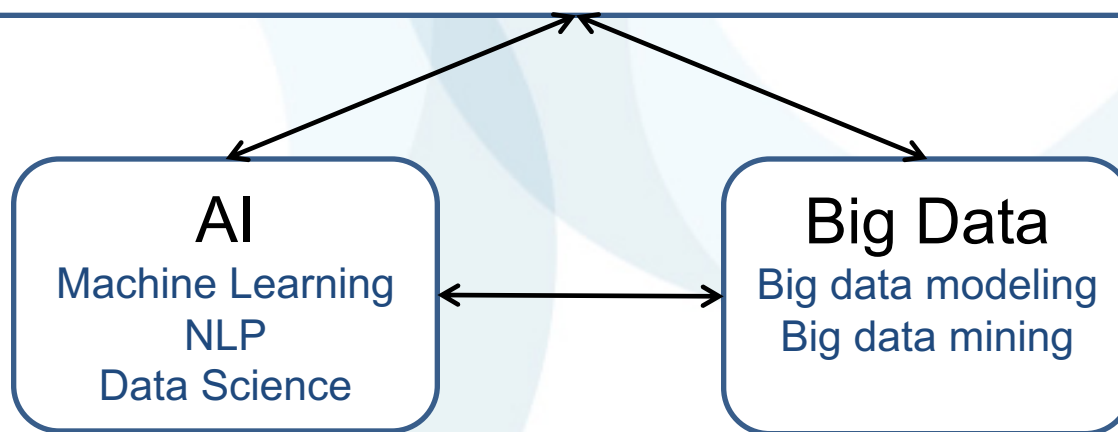 AI
Machine Learning
NLP
Data Science
Big Data
Big data modeling
Big data mining